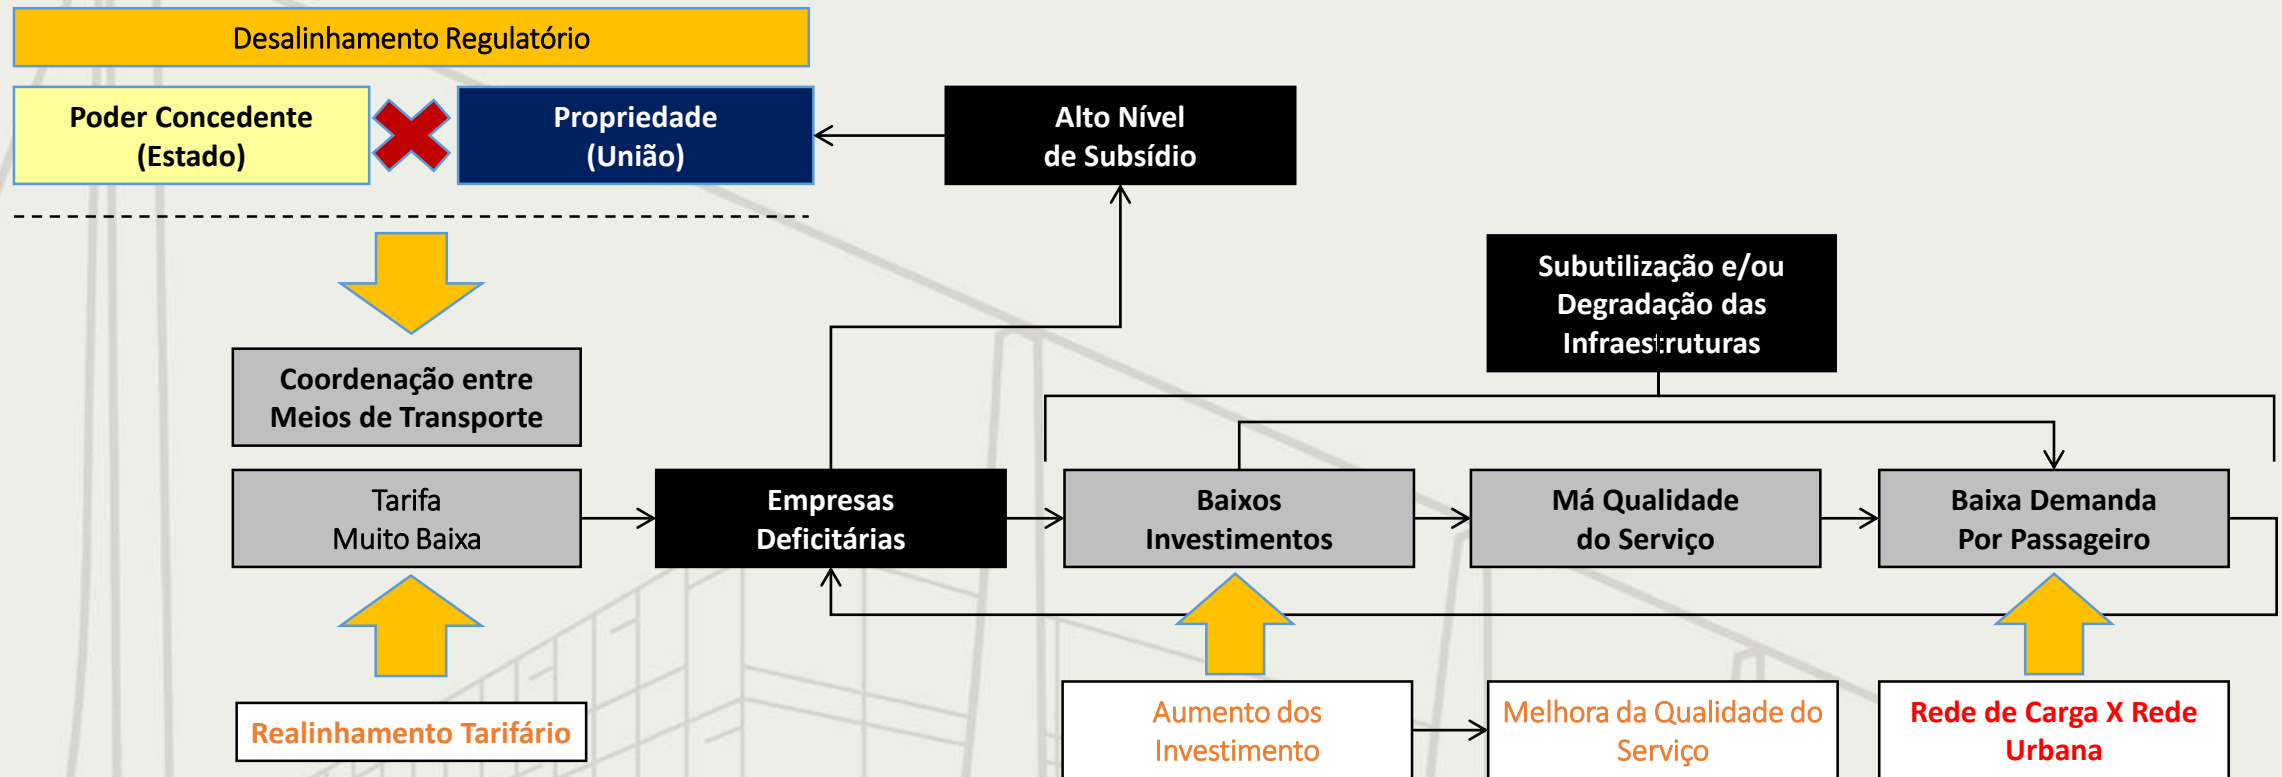 Desalinhamento Regulatório
Poder Concedente
(Estado)
Propriedade
(União)
Alto Nível
de Subsídio
Subutilização e/ou
Degradação das
Infraestruturas
Coordenação entre
Meios de Transporte
Tarifa
Muito Baixa
Empresas
Deficitárias
Baixos
Investimentos
Má Qualidade
do Serviço
Baixa Demanda
Por Passageiro
Realinhamento Tarifário
Aumento dos
Investimento
Melhora da Qualidade do
Serviço
Rede de Carga X Rede
Urbana